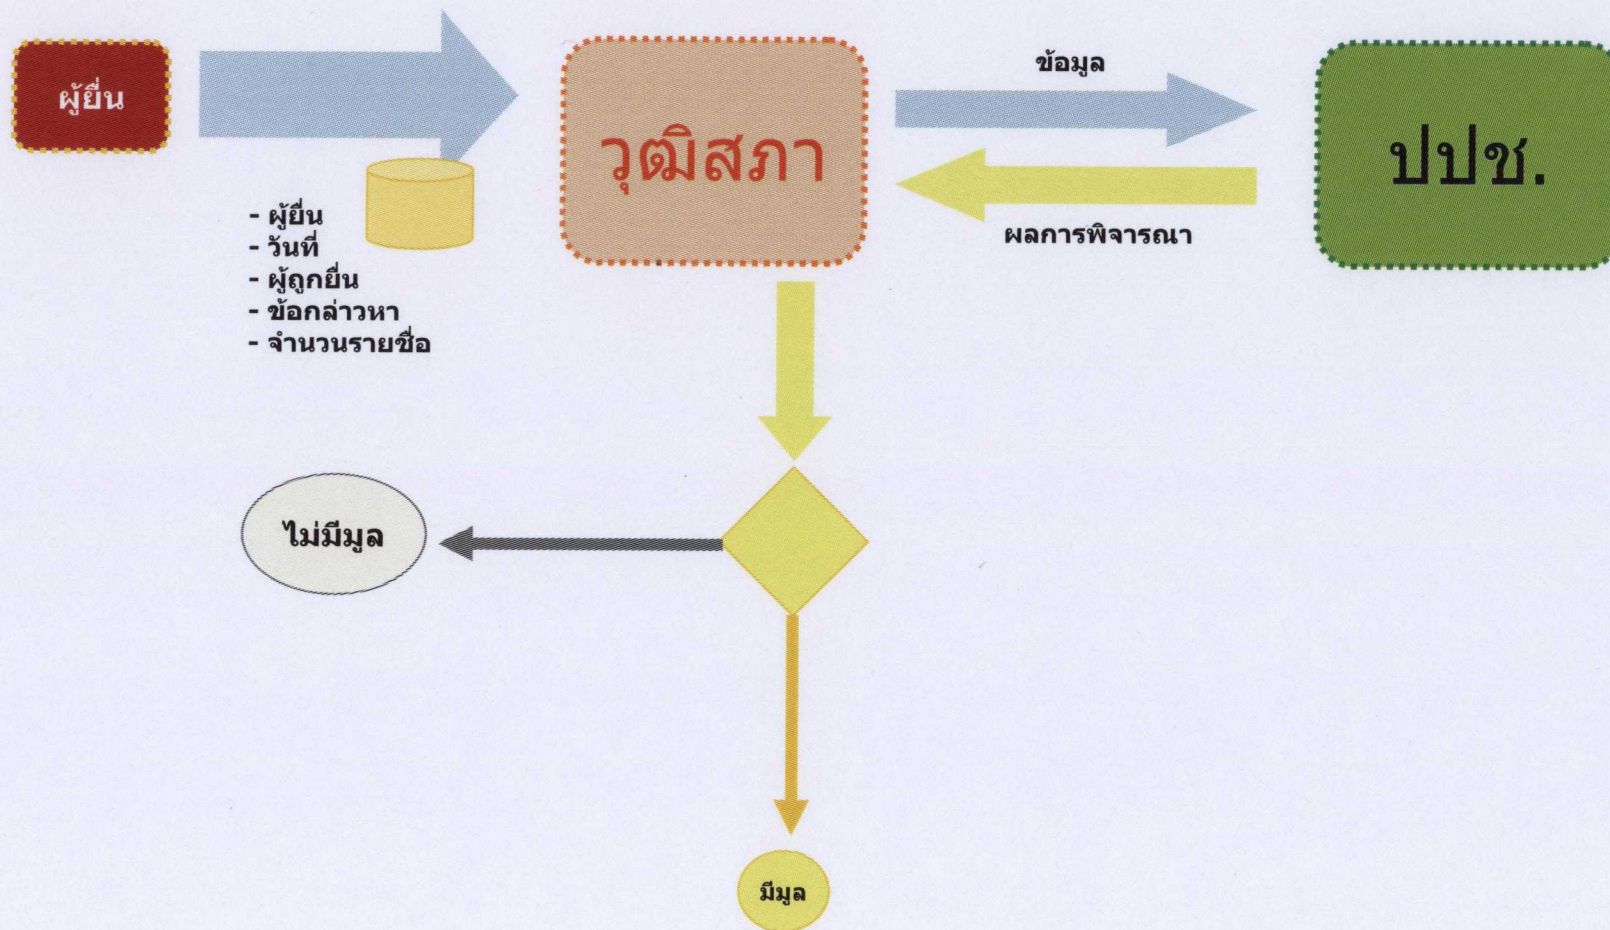 ผู้ยื่น
วุฒิสภา
ข้อมูล
ปปช.
ผลการพิจารณา
- ผู้ยื่น
- วันที่
- ผู้ถูกยื่น
- ข้อกล่าวหา
- จำนวนรายชื่อ
ไม่มีมูล
มีมูล